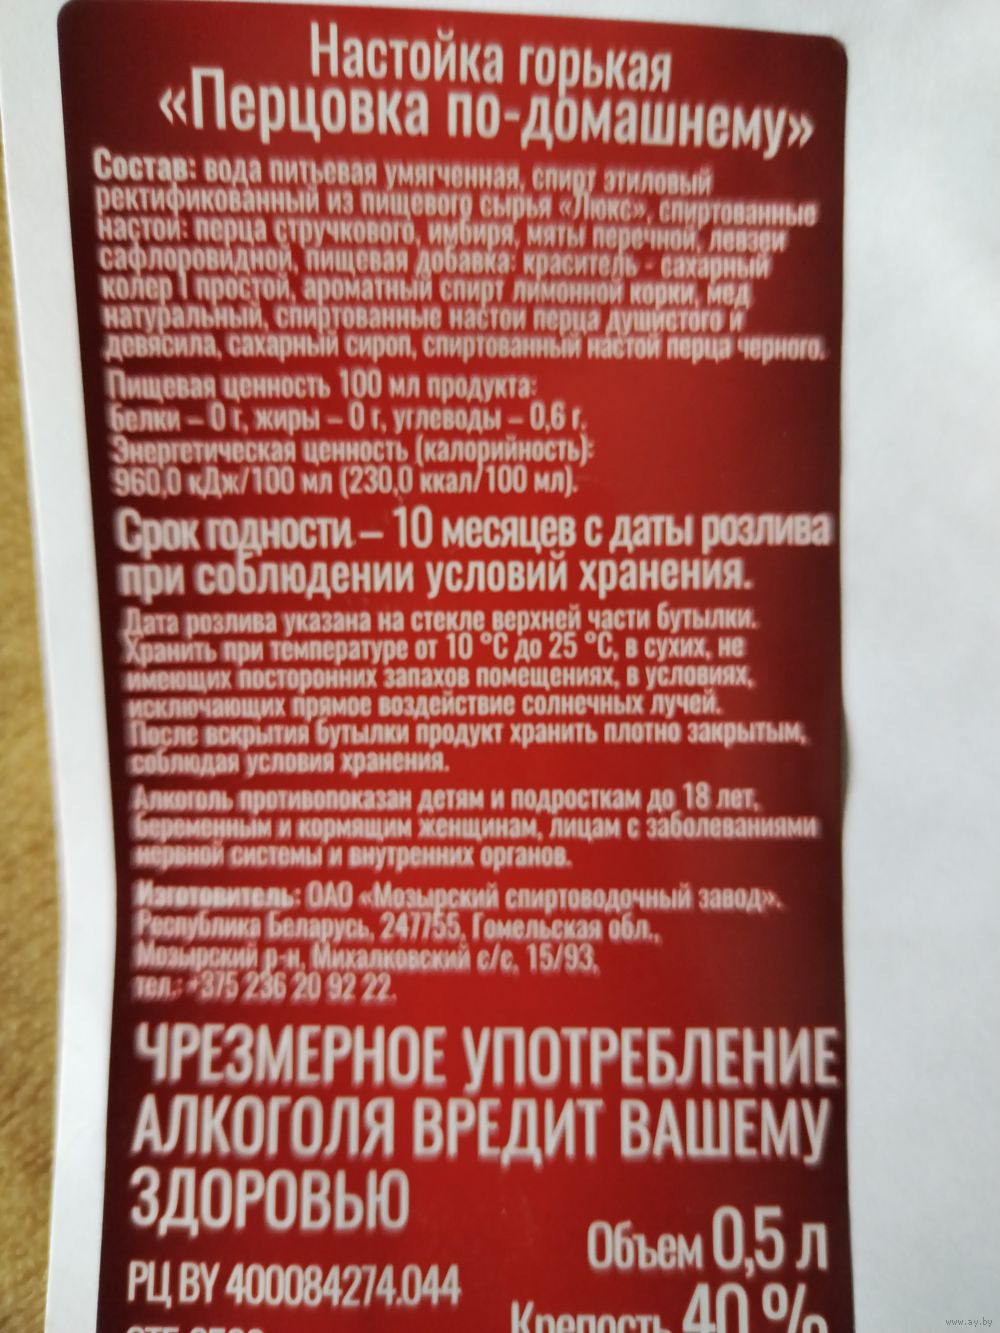 Настойка горькая
«Перцовка по-домашнему»
Состав: вода питьевая умягченная, спирт этиловый
ректификованный из пищевого сырья «Люкс», спиртованные
настои: перца стручкового, имбиря, мяты перечной, левзеи
сафлоровидной, пищевая добавка: краситель - сахарный
колер I простой, ароматный спирт лимонной корки, мед
натуральный, спиртованные настои перца душистого и
девясила, сахарный сироп, спиртованный настой перца черного.
Пищевая ценность 100 мл продукта:
белки – 0 г, жиры – 0 г, углеводы – 0,6 г.
Энергетическая ценность (калорийность):
960,0 кДж/100 мл (230,0 ккал/100 мл).
Срок годности – 10 месяцев с даты розлива
при соблюдении условий хранения.
Дата розлива указана на стекле верхней части бутылки.
Хранить при температуре от 10 °С до 25 °С, в сухих, не
имеющих посторонних запахов помещениях, в условиях,
исключающих прямое воздействие солнечных лучей.
После вскрытия бутылки продукт хранить плотно закрытым,
соблюдая условия хранения.
Алкоголь противопоказан детям и подросткам до 18 лет,
беременным и кормящим женщинам, лицам с заболеваниями
нервной системы и внутренних органов.
Изготовитель: ОАО «Мозырский спиртоводочный завод».
Республика Беларусь, 247755, Гомельская обл.,
Мозырский р-н, Михалковский с/с, 15/93,
тел.: +375 236 20 92 22.
ЧРЕЗМЕРНОЕ УПОТРЕБЛЕНИЕ
АЛКОГОЛЯ ВРЕДИТ ВАШЕМУ
ЗДОРОВЬЮ
Объем 0,5 л
РЦ BY 400084274.044
Крепость 40 %
www.ay.by